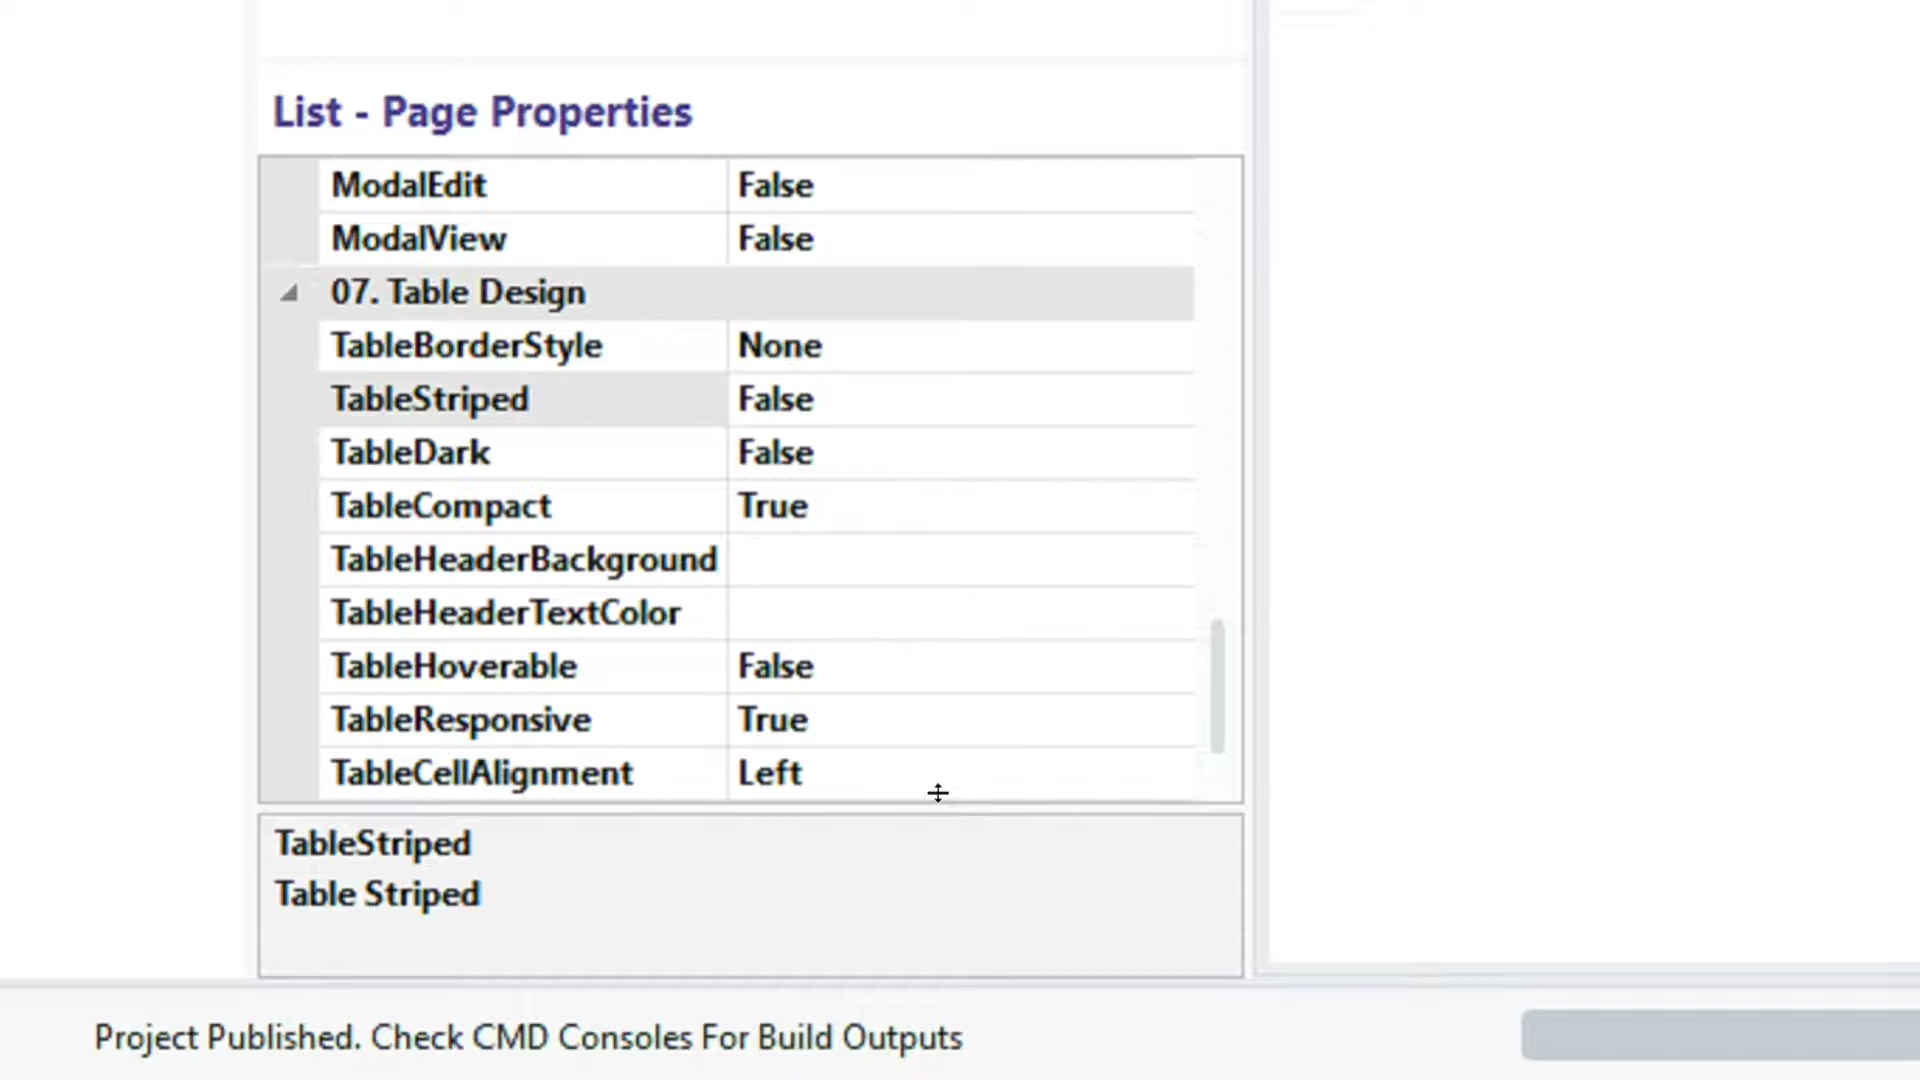 List - Page Properties
ModalEdit False
ModalView False
07. Table Design
TableBorderStyle None
TableStriped False
TableDark False
TableCompact True
TableHeaderBackground
TableHeaderTextColor
TableHoverable False
TableResponsive True
TableCellAlignment Left
TableStriped
Table Striped
Project Published. Check CMD Consoles For Build Outputs